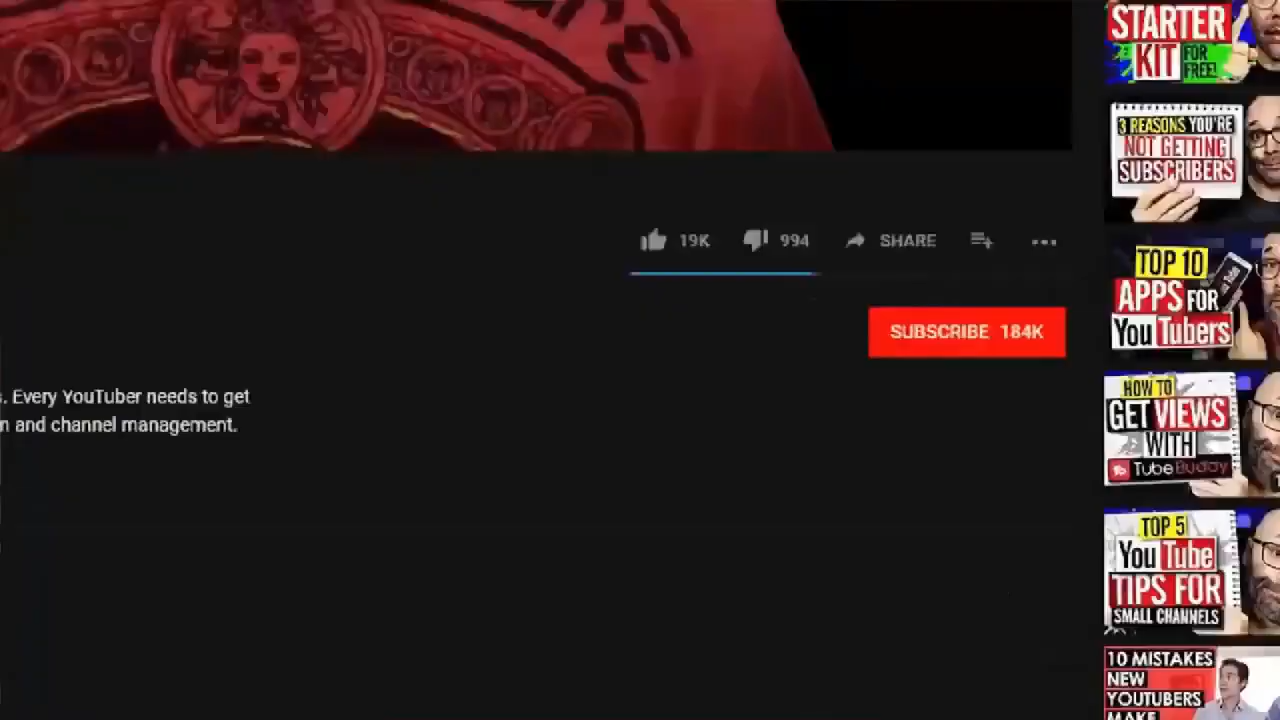 19K 994 SHARE
SUBSCRIBE 184K
. Every YouTuber needs to get
and channel management.
STARTER
KIT FOR
FREE!
3 REASONS YOU'RE
NOT GETTING
SUBSCRIBERS
TOP 10
APPS FOR
YouTubers
HOW TO
GET VIEWS
WITH
TubeBuddy
TOP 5
YouTube
TIPS FOR
SMALL CHANNELS
10 MISTAKES
NEW
YOUTUBERS
MAKE